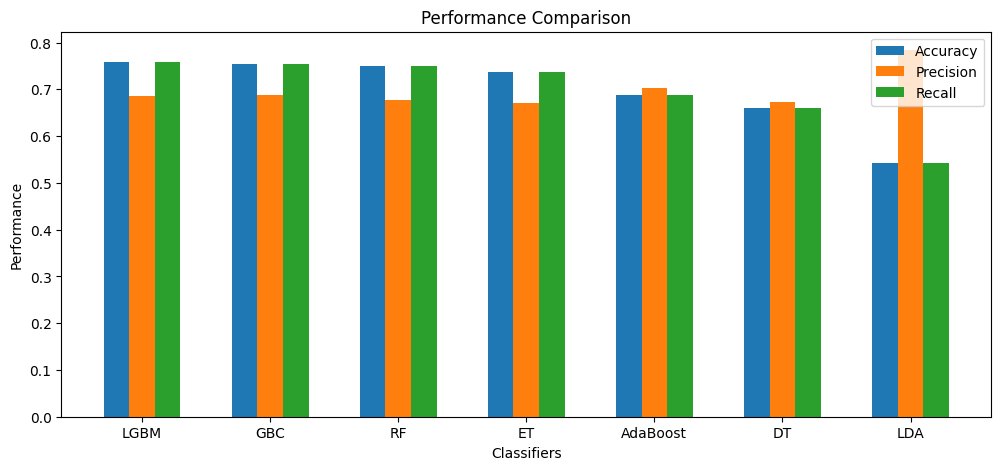 Performance Comparison
Accuracy
Precision
Recall
0.8
0.7
0.6
0.5
0.4
0.3
0.2
0.1
0.0
Performance
LGBM GBC RF ET AdaBoost DT LDA
Classifiers